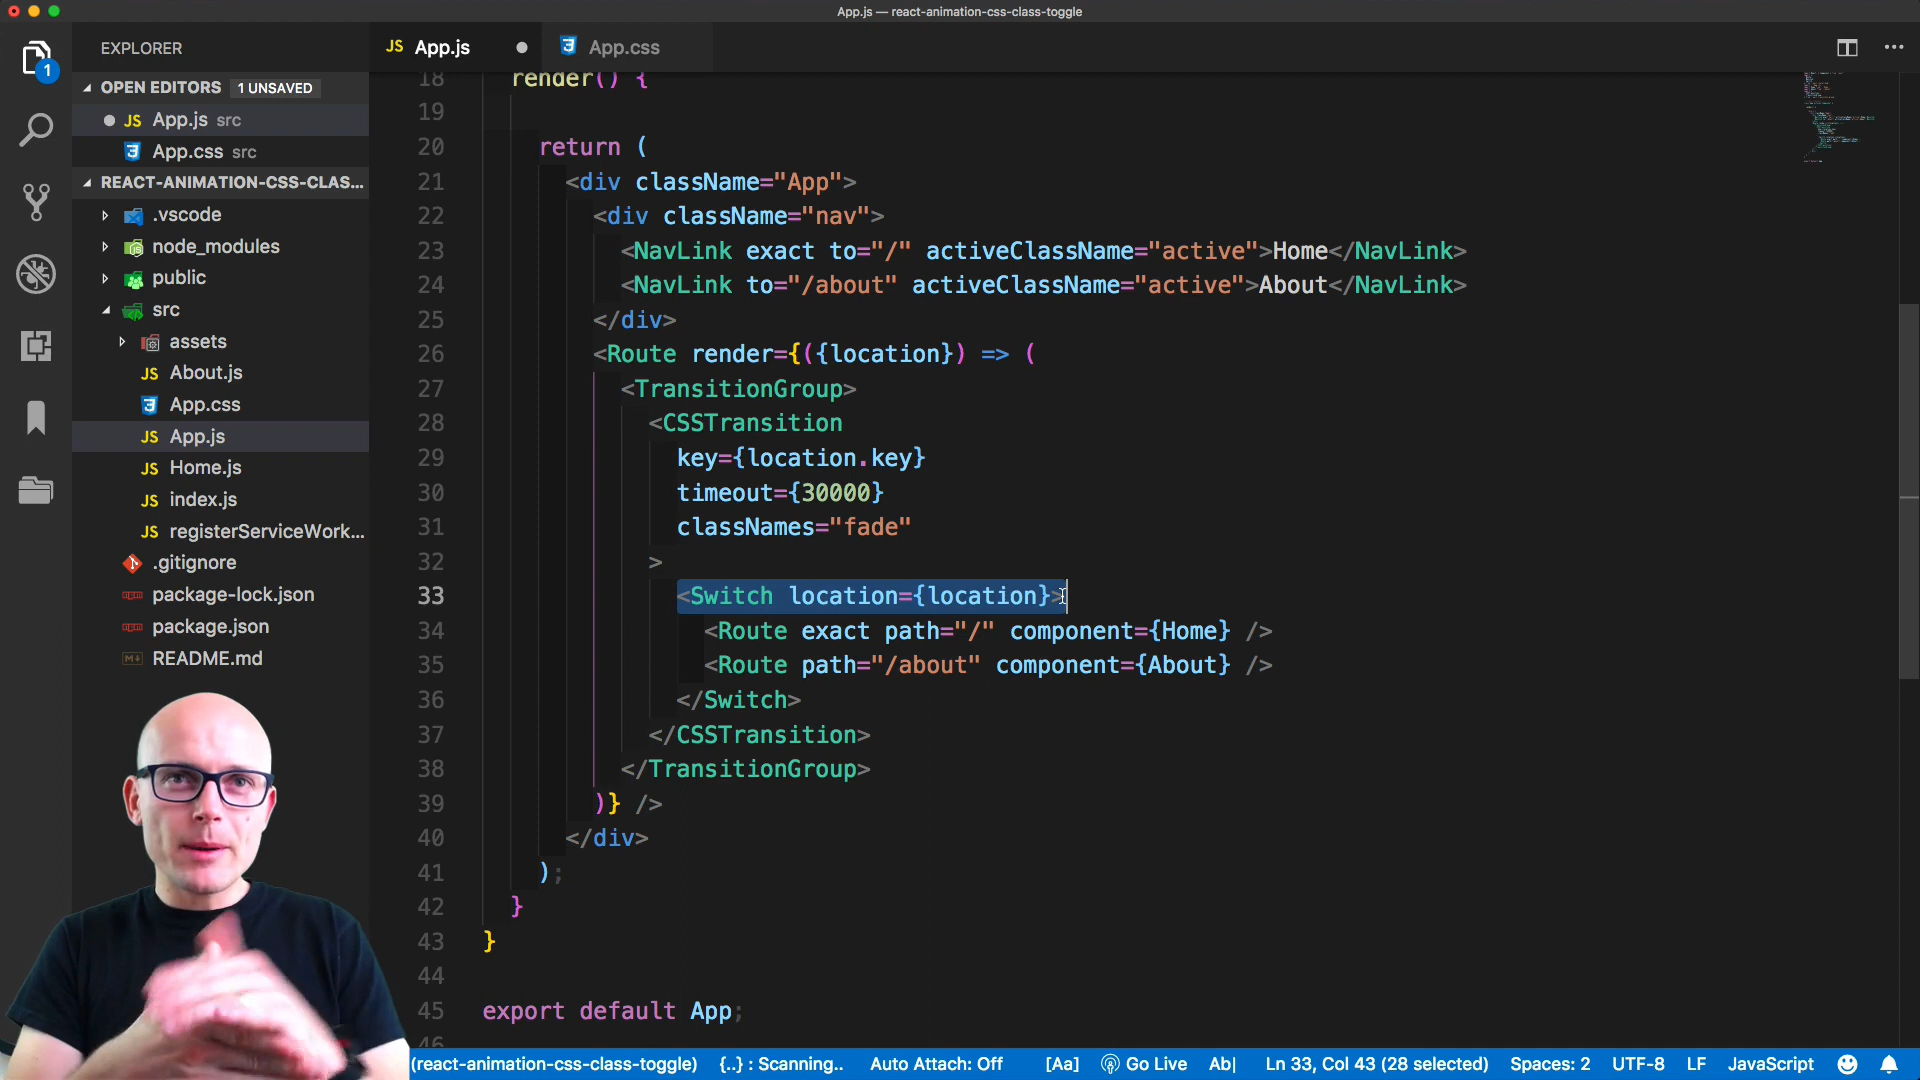 App.js — react-animation-css-class-toggle
EXPLORER
JS App.js
App.css
1
OPEN EDITORS 1 UNSAVED
JS App.js src
App.css src
REACT-ANIMATION-CSS-CLAS...
.vscode
node_modules
public
src
assets
JS About.js
App.css
JS App.js
JS Home.js
JS index.js
JS registerServiceWork...
.gitignore
package-lock.json
package.json
README.md
18 render() {
19
20 return (
21 <div className="App">
22 <div className="nav">
23 <NavLink exact to="/" activeClassName="active">Home</NavLink>
24 <NavLink to="/about" activeClassName="active">About</NavLink>
25 </div>
26 <Route render={({location}) => (
27 <TransitionGroup>
28 <CSSTransition
29 key={location.key}
30 timeout={30000}
31 classNames="fade"
32 >
33 <Switch location={location}>
34 <Route exact path="/" component={Home} />
35 <Route path="/about" component={About} />
36 </Switch>
37 </CSSTransition>
38 </TransitionGroup>
39 )} />
40 </div>
41 );
42 }
43 }
44
45 export default App;
46
(react-animation-css-class-toggle) {..} : Scanning.. Auto Attach: Off [Aa] Go Live Ab| Ln 33, Col 43 (28 selected) Spaces: 2 UTF-8 LF JavaScript